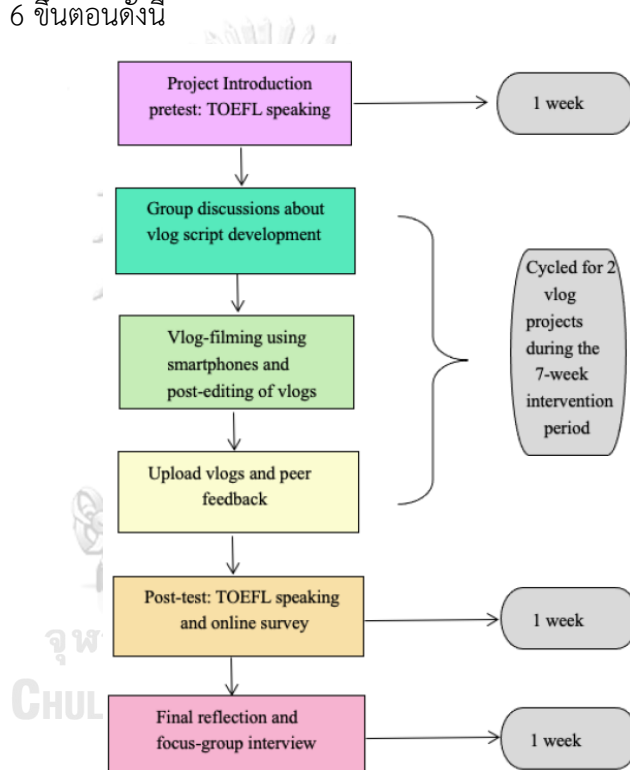 6 ขั้นตอนดังนี้
Project Introduction
pretest: TOEFL speaking
1 week
Group discussions about
vlog script development
Vlog-filming using
smartphones and
post-editing of vlogs
Cycled for 2
vlog
projects
during the
7-week
intervention
period
Upload vlogs and peer
feedback
Post-test: TOEFL speaking
and online survey
1 week
จุฬ
CHUL
Final reflection and
focus-group interview
1 week